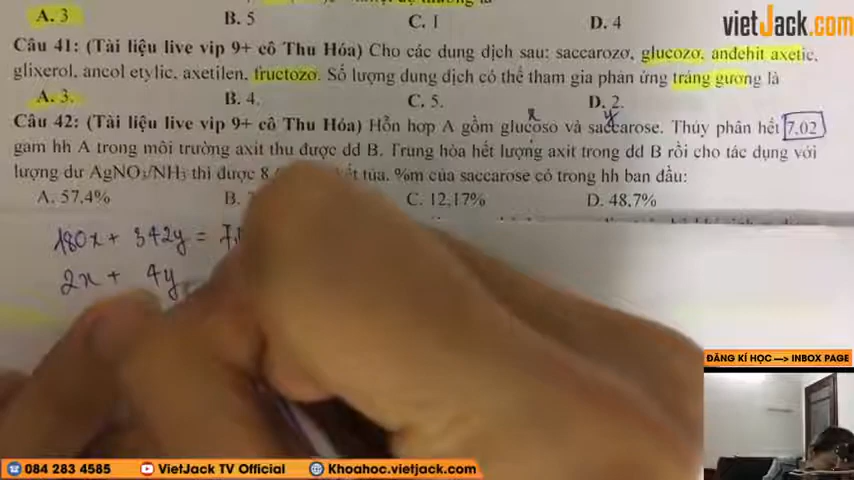 A. 3 B. 5 C. 1 D. 4
vietJack.com
Câu 41: (Tài liệu live vip 9+ cô Thu Hóa) Cho các dung dịch sau: saccarozơ, glucozơ, anđehit axetic,
glixerol, ancol etylic, axetilen, fructozơ. Số lượng dung dịch có thể tham gia phản ứng tráng gương là
A. 3. B. 4. C. 5. D. 2.
x y
Câu 42: (Tài liệu live vip 9+ cô Thu Hóa) Hỗn hợp A gồm glucoso và saccarose. Thủy phân hết 7,02
gam hh A trong môi trường axit thu được dd B. Trung hòa hết lượng axit trong dd B rồi cho tác dụng với
lượng dư AgNO3/NH3 thì được 8, tủa. %m của saccarose có trong hh ban đầu:
A. 57,4% B. 7 C. 12,17% D. 48,7%
180x + 342y = 7,
2x + 4y
ĐĂNG KÍ HỌC —> INBOX PAGE
084 283 4585 VietJack TV Official Khoahoc.vietjack.com